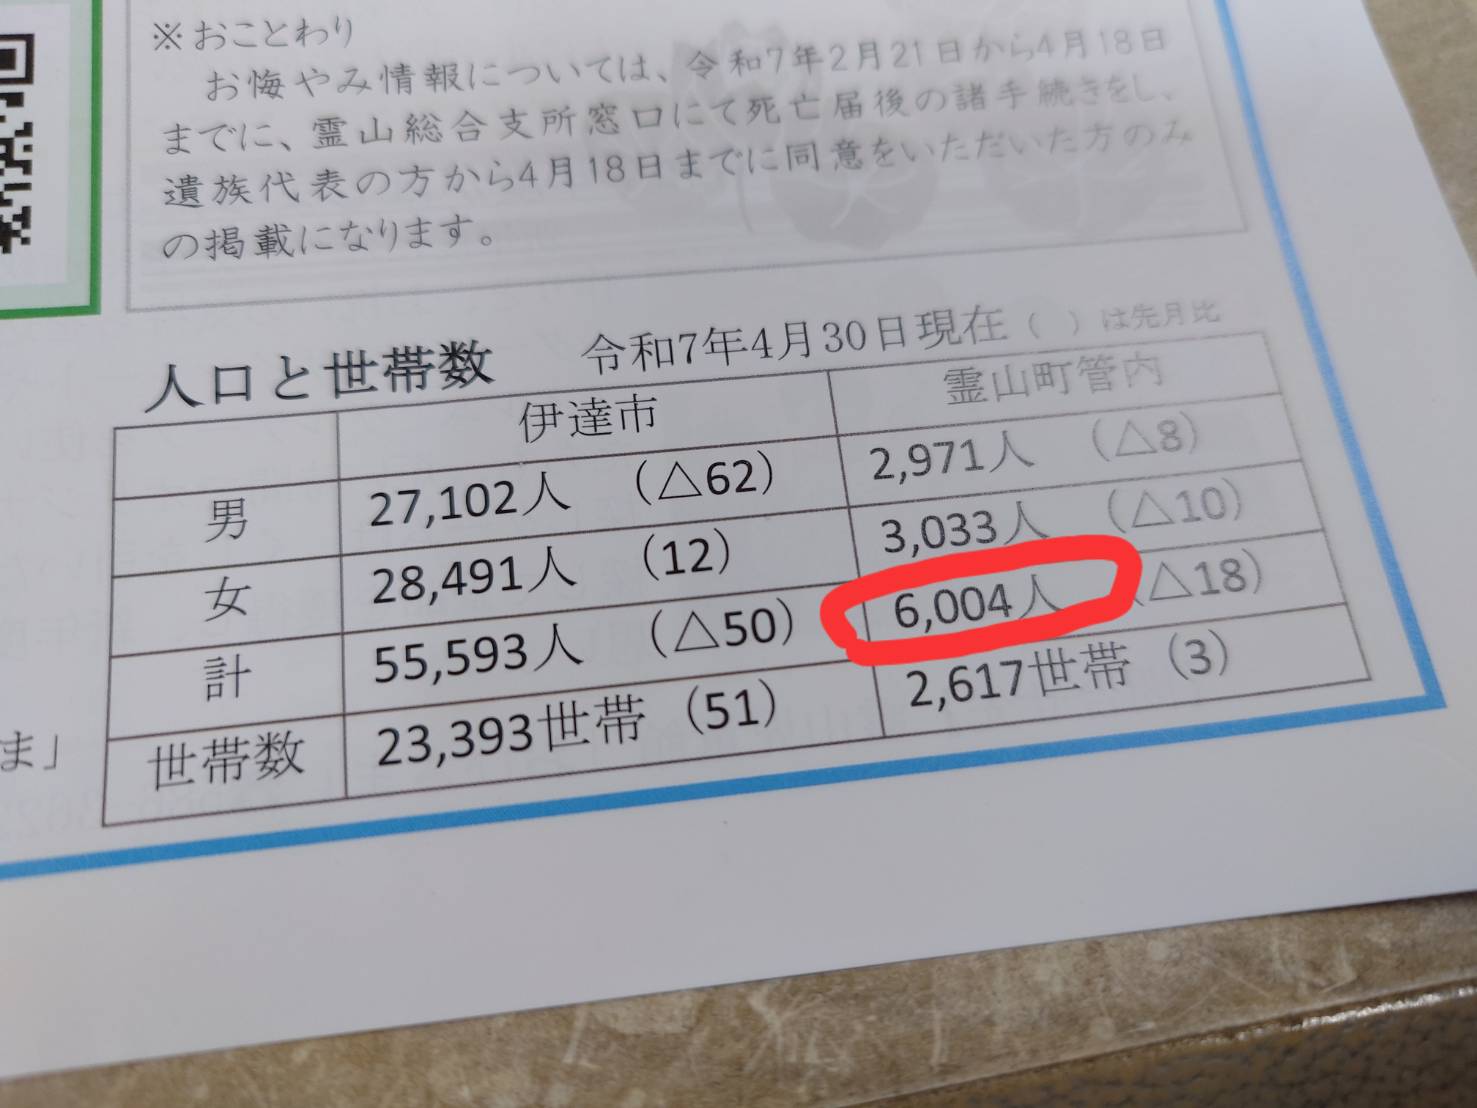 ※おことわり
お悔やみ情報については、令和7年2月21日から4月18日
までに、霊山総合支所窓口にて死亡届後の諸手続きをし、
遺族代表の方から4月18日までに同意をいただいた方のみ
の掲載になります。
人口と世帯数 令和7年4月30日現在（ ）は先月比
伊達市 霊山町管内
男 27,102人 （△62） 2,971人 （△8）
女 28,491人 （12） 3,033人 （△10）
計 55,593人 （△50） 6,004人 （△18）
世帯数 23,393世帯（51） 2,617世帯（3）
ま」